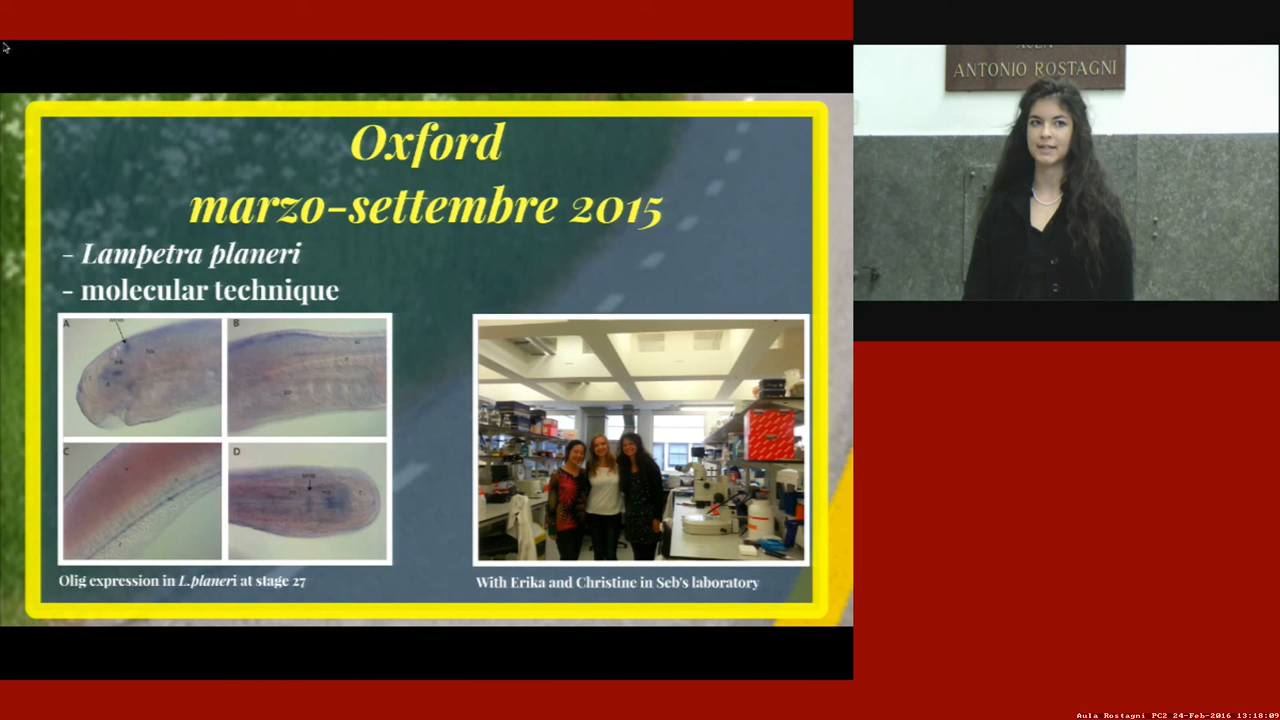 Oxford
marzo-settembre 2015
- Lampetra planeri
- molecular technique
A
B
C
D
Olig expression in L.planeri at stage 27
With Erika and Christine in Seb's laboratory
AULA
ANTONIO ROSTAGNI
Aula Rostagni PC2 24-Feb-2016 13:18:09